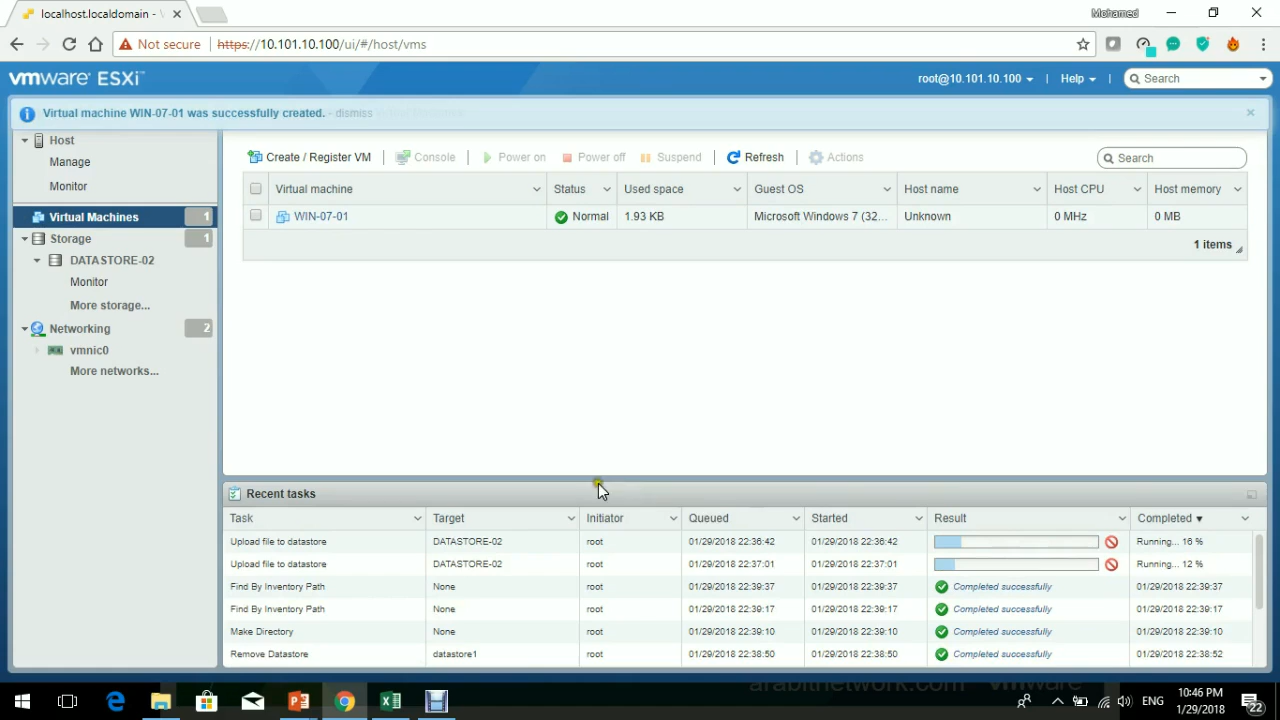 localhost.localdomain -
Mohamed
Not secure
https://10.101.10.100/ui/#/host/vms
vmware ESXi™
root@10.101.10.100
Help
Search
Virtual machine WIN-07-01 was successfully created. - dismiss
Host
Manage
Monitor
Virtual Machines 1
Storage 1
DATASTORE-02
Monitor
More storage...
Networking 2
vmnic0
More networks...
Create / Register VM
Console
Power on
Power off
Suspend
Refresh
Actions
Search
Virtual machine Status Used space Guest OS Host name Host CPU Host memory
WIN-07-01 Normal 1.93 KB Microsoft Windows 7 (32... Unknown 0 MHz 0 MB
1 items
Recent tasks
Task Target Initiator Queued Started Result Completed
Upload file to datastore DATASTORE-02 root 01/29/2018 22:36:42 01/29/2018 22:36:42 Running... 16 %
Upload file to datastore DATASTORE-02 root 01/29/2018 22:37:01 01/29/2018 22:37:01 Running... 12 %
Find By Inventory Path None root 01/29/2018 22:39:37 01/29/2018 22:39:37 Completed successfully 01/29/2018 22:39:37
Find By Inventory Path None root 01/29/2018 22:39:17 01/29/2018 22:39:17 Completed successfully 01/29/2018 22:39:17
Make Directory None root 01/29/2018 22:39:10 01/29/2018 22:39:10 Completed successfully 01/29/2018 22:39:10
Remove Datastore datastore1 root 01/29/2018 22:38:50 01/29/2018 22:38:50 Completed successfully 01/29/2018 22:38:52
arabitnetwork.com vmware
ENG
10:46 PM
1/29/2018
22